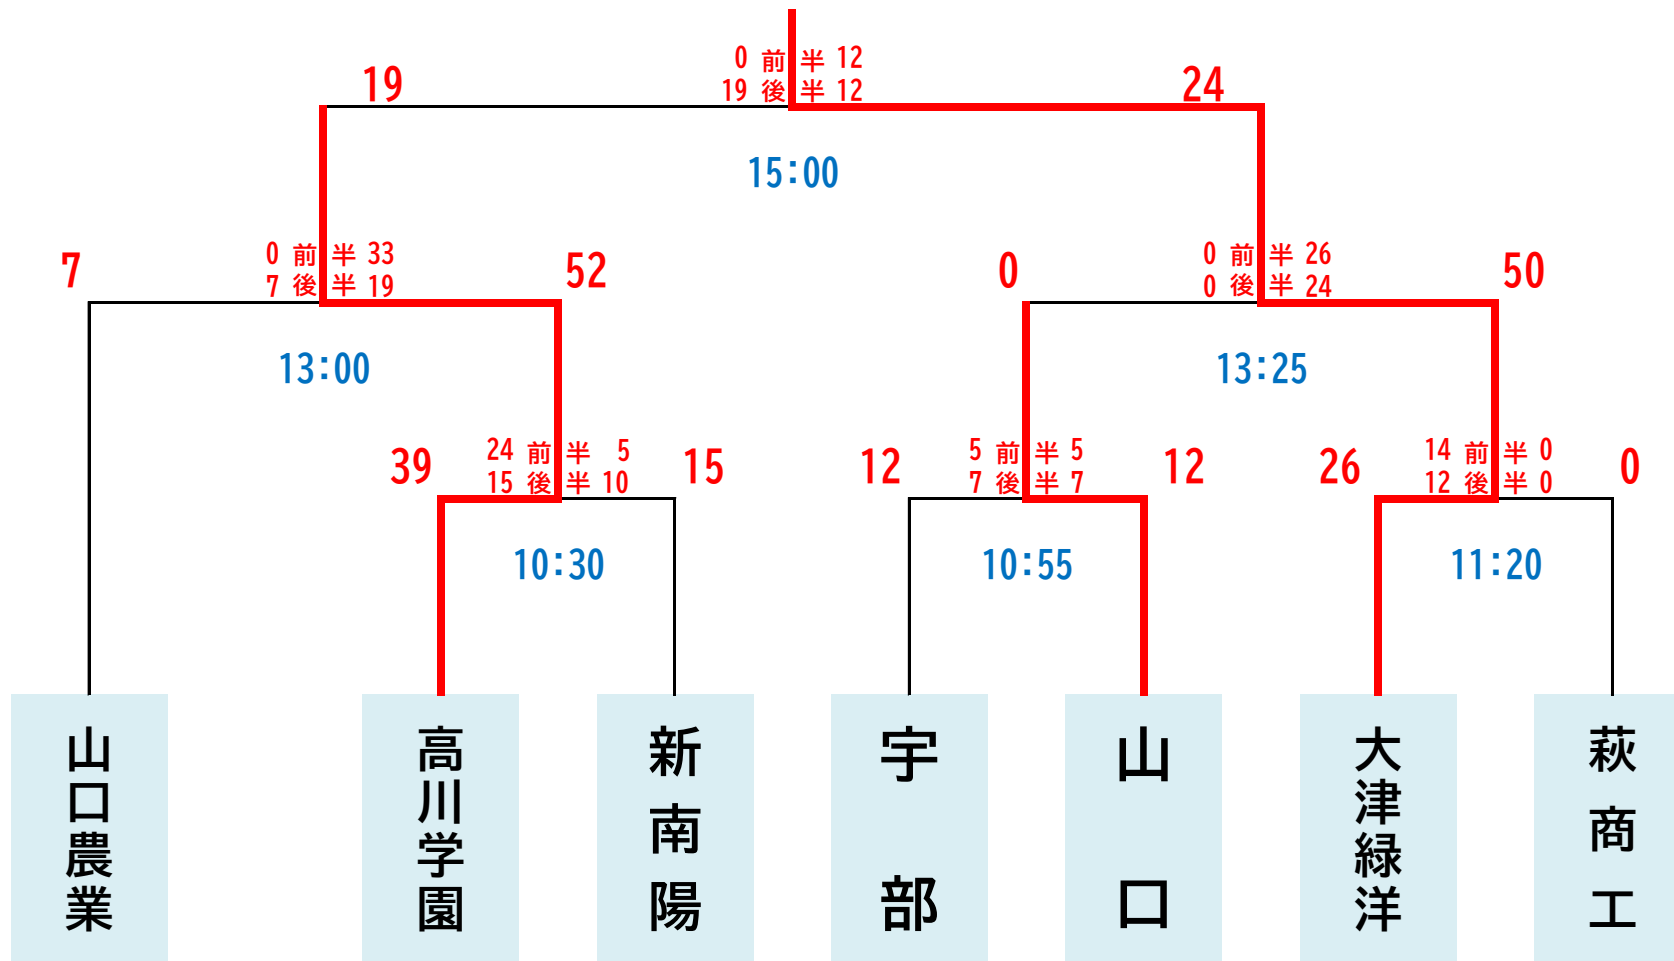 0 前半 12
19 後半 12
19
24
15:00
7
0 前半 33
7 後半 19
52
0
0 前半 26
0 後半 24
50
13:00
13:25
39
24 前半 5
15 後半 10
15
12
5 前半 5
7 後半 7
12
26
14 前半 0
12 後半 0
0
10:30
10:55
11:20
山口農業
高川学園
新南陽
宇部
山口
大津緑洋
萩商工